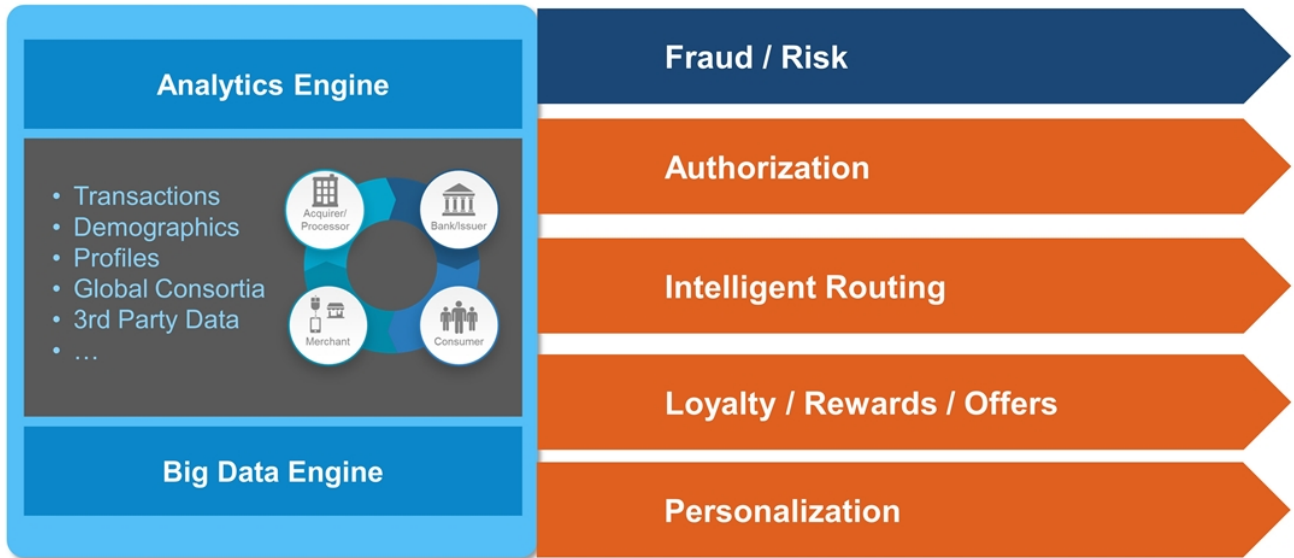 Analytics Engine
• Transactions
• Demographics
• Profiles
• Global Consortia
• 3rd Party Data
• ...
Acquirer/
Processor
Bank/Issuer
Merchant
Consumer
Big Data Engine
Fraud / Risk
Authorization
Intelligent Routing
Loyalty / Rewards / Offers
Personalization